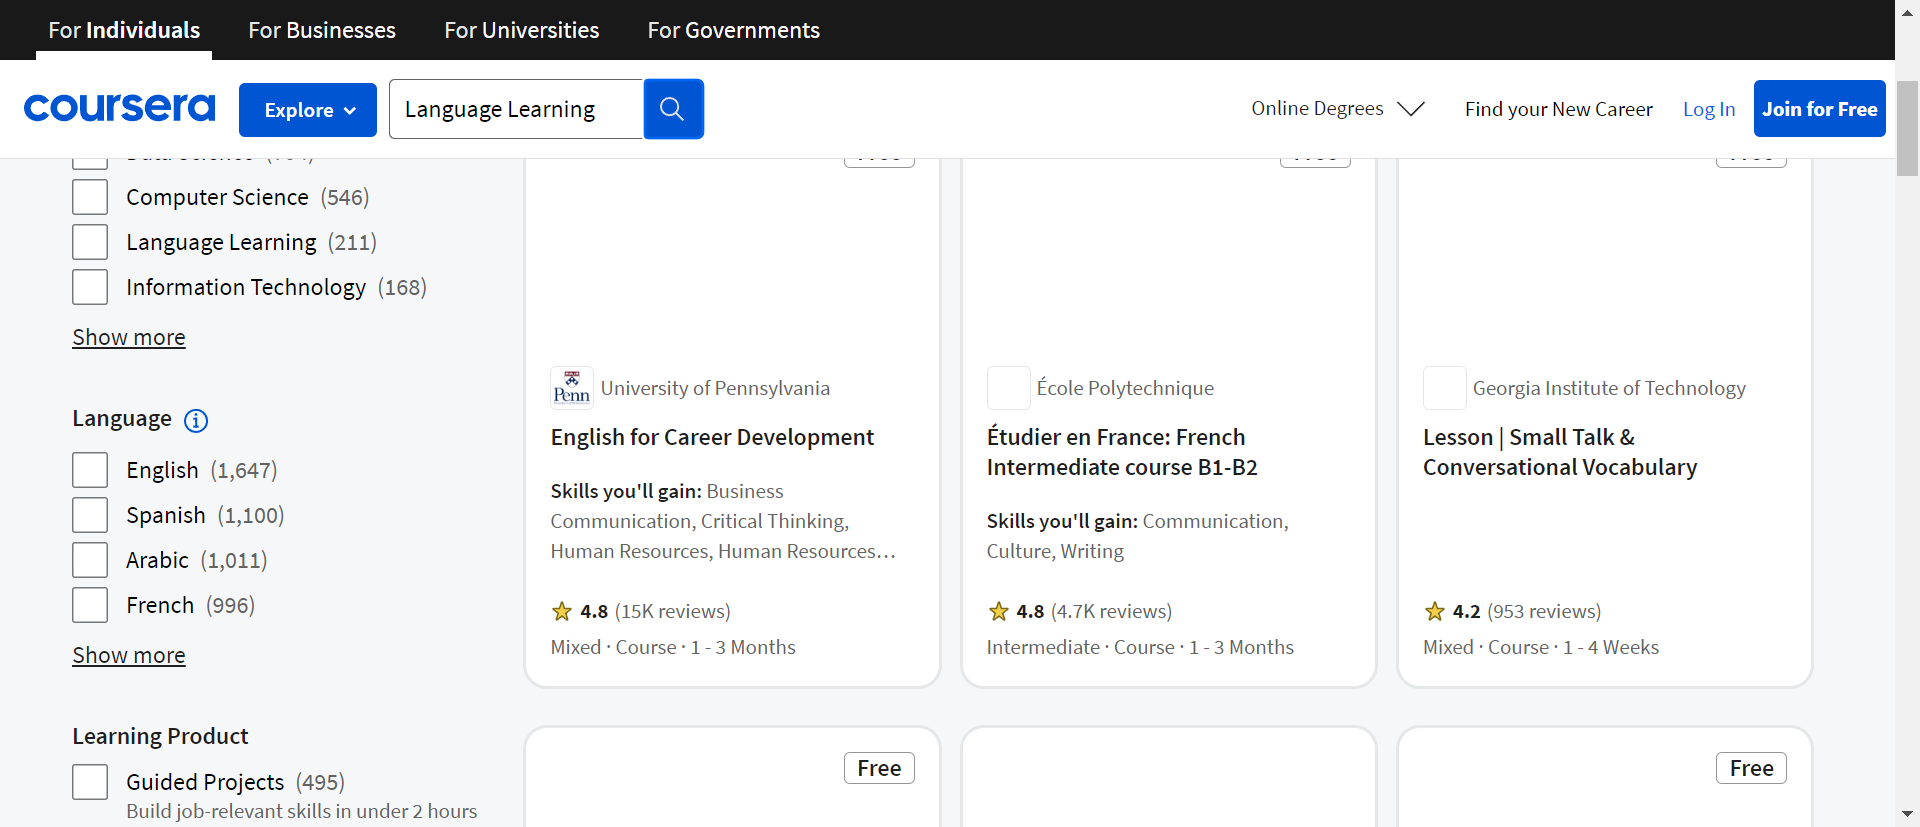 For Individuals
For Businesses
For Universities
For Governments
coursera
Explore
Language Learning
Online Degrees
Find your New Career
Log In
Join for Free
Computer Science (546)
Language Learning (211)
Information Technology (168)
Show more
Language
English (1,647)
Spanish (1,100)
Arabic (1,011)
French (996)
Show more
Learning Product
Guided Projects (495)
Build job-relevant skills in under 2 hours
Penn
University of Pennsylvania
English for Career Development
Skills you'll gain: Business
Communication, Critical Thinking,
Human Resources, Human Resources…
4.8 (15K reviews)
Mixed · Course · 1 - 3 Months
École Polytechnique
Étudier en France: French
Intermediate course B1-B2
Skills you'll gain: Communication,
Culture, Writing
4.8 (4.7K reviews)
Intermediate · Course · 1 - 3 Months
Georgia Institute of Technology
Lesson | Small Talk &
Conversational Vocabulary
4.2 (953 reviews)
Mixed · Course · 1 - 4 Weeks
Free
Free